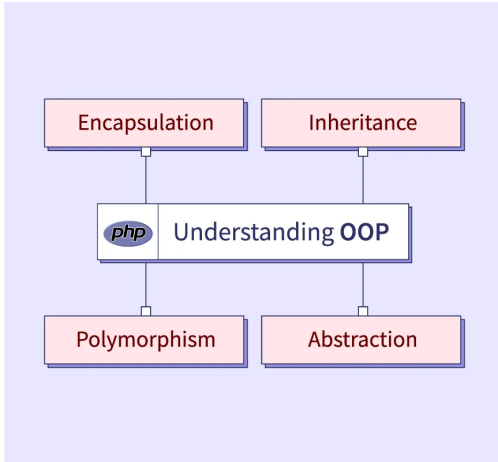 Encapsulation
Inheritance
php
Understanding OOP
Polymorphism
Abstraction